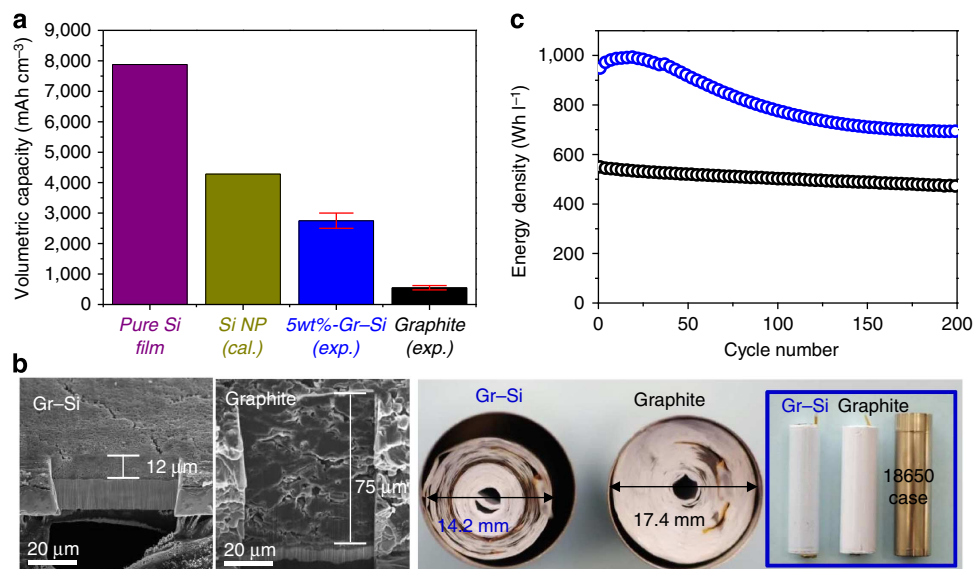 a
9,000
8,000
7,000
6,000
5,000
4,000
3,000
2,000
1,000
0
Volumetric capacity (mAh cm⁻³)
Pure Si
film
Si NP
(cal.)
5wt%-Gr–Si
(exp.)
Graphite
(exp.)
c
1,000
800
600
400
200
0
Energy density (Wh l⁻¹)
0 50 100 150 200
Cycle number
b
Gr–Si
12 μm
20 μm
Graphite
75 μm
20 μm
Gr–Si
14.2 mm
Graphite
17.4 mm
Gr–Si Graphite
18650
case